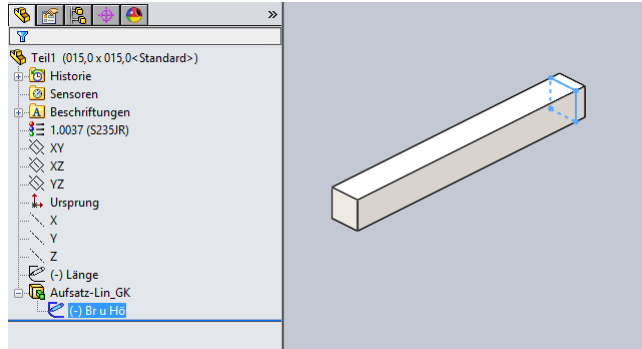 »
Teil1 (015,0 x 015,0<Standard>)
Historie
Sensoren
A Beschriftungen
1.0037 (S235JR)
XY
XZ
YZ
Ursprung
X
Y
Z
(-) Länge
Aufsatz-Lin_GK
(-) Br u Hö